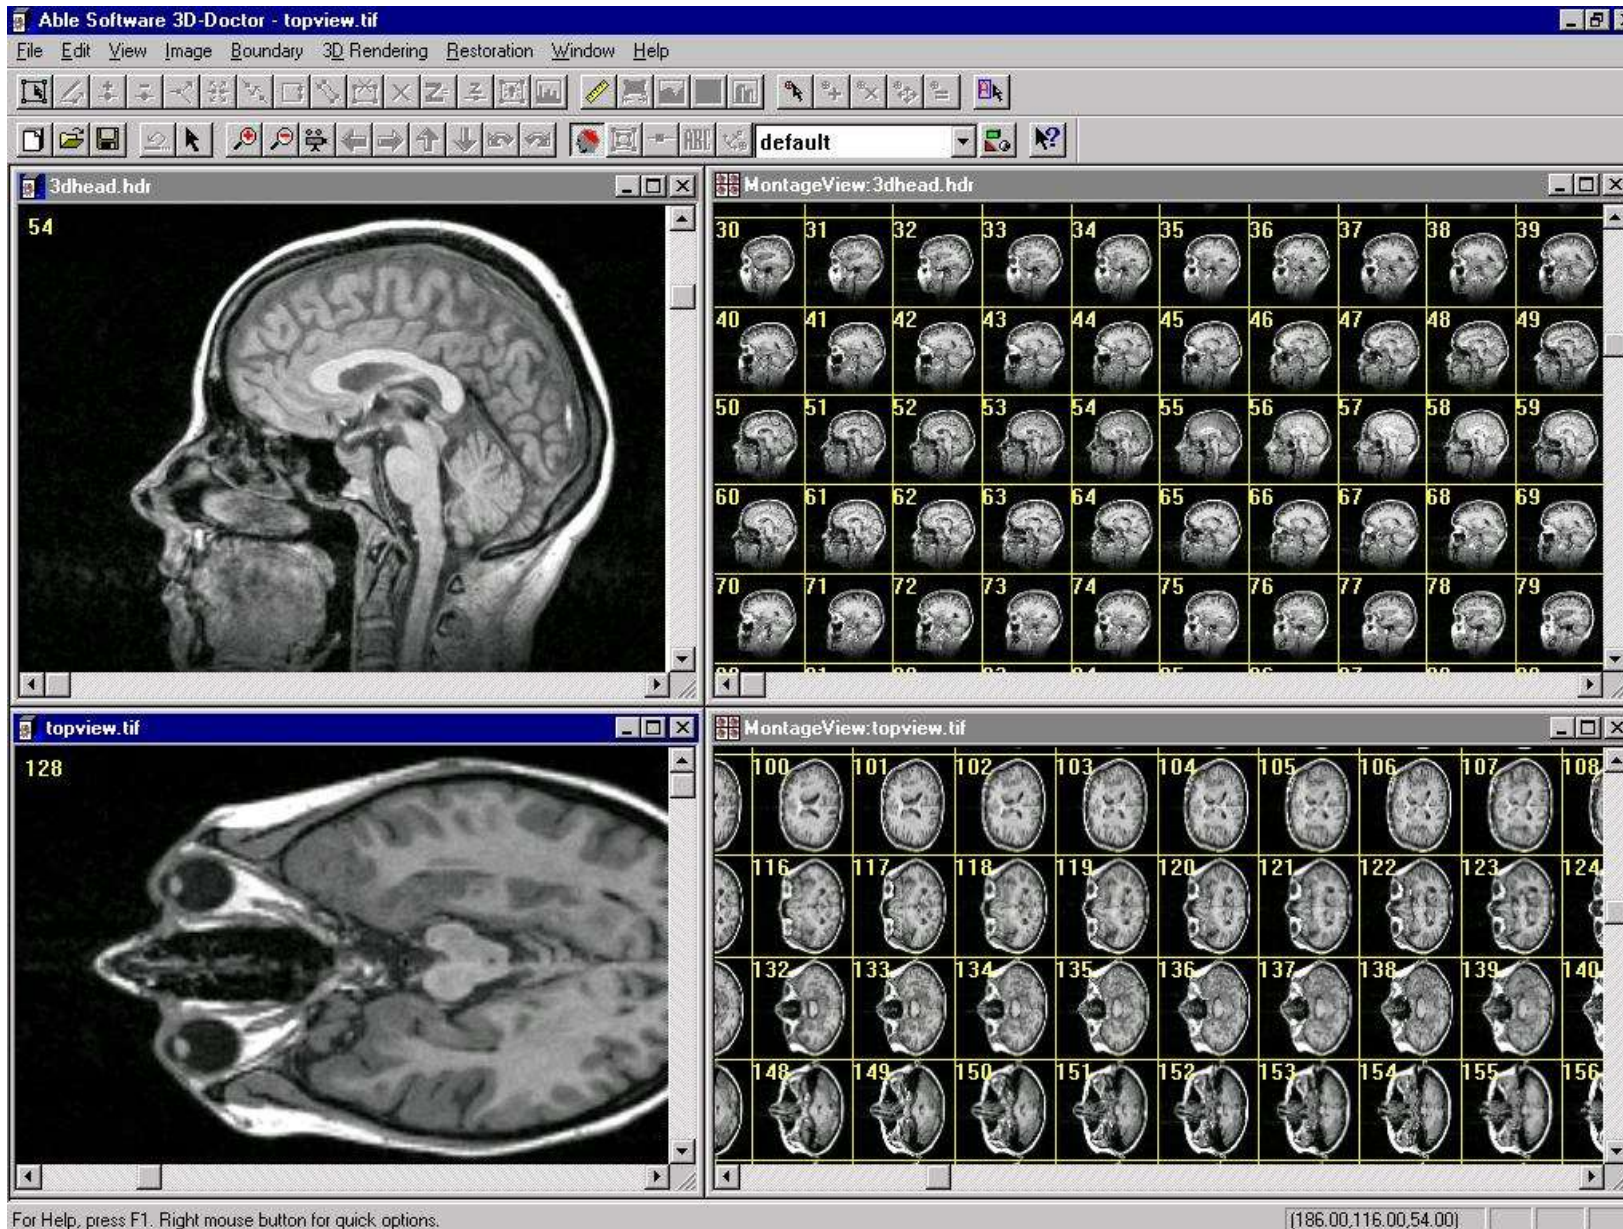 Able Software 3D-Doctor - topview.tif
File Edit View Image Boundary 3D Rendering Restoration Window Help
ABC default
3dhead.hdr
54
MontageView:3dhead.hdr
30 31 32 33 34 35 36 37 38 39
40 41 42 43 44 45 46 47 48 49
50 51 52 53 54 55 56 57 58 59
60 61 62 63 64 65 66 67 68 69
70 71 72 73 74 75 76 77 78 79
topview.tif
128
MontageView:topview.tif
100 101 102 103 104 105 106 107 108
116 117 118 119 120 121 122 123 124
132 133 134 135 136 137 138 139 140
148 149 150 151 152 153 154 155 156
For Help, press F1. Right mouse button for quick options.
(186.00,116.00,54.00)